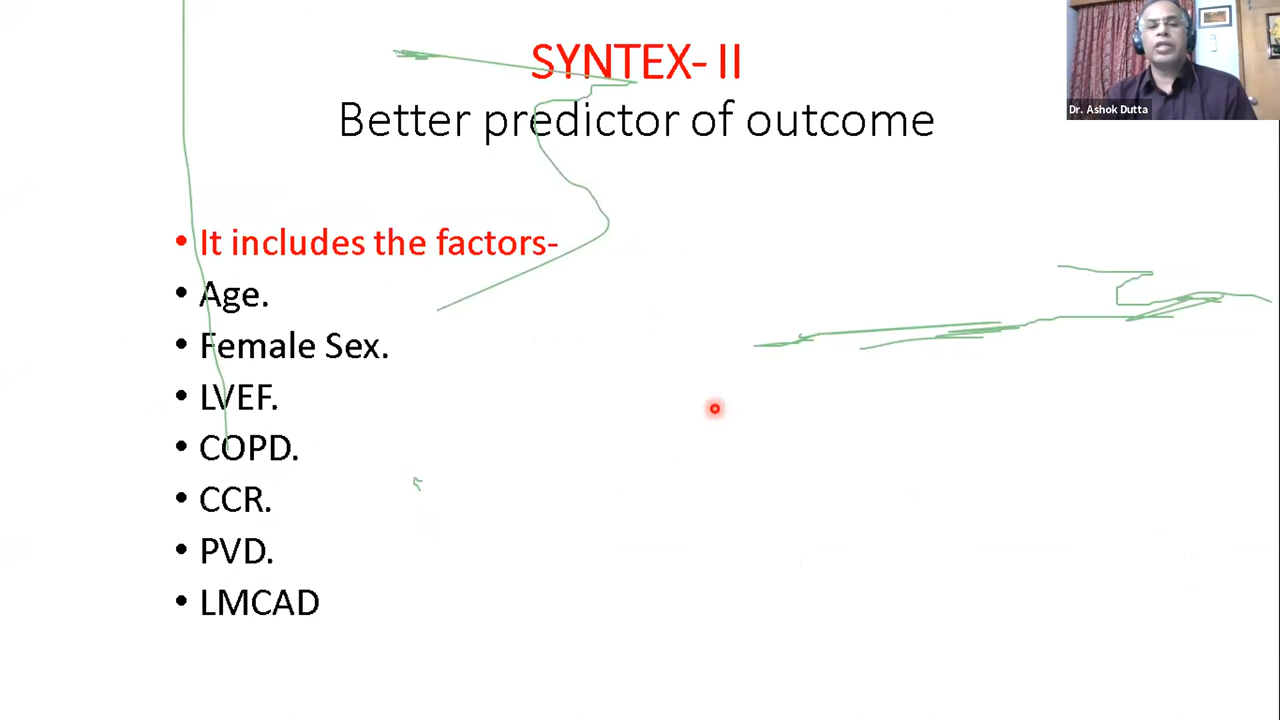 SYNTEX- II
Better predictor of outcome
Dr. Ashok Dutta
• It includes the factors-
• Age.
• Female Sex.
• LVEF.
• COPD.
• CCR.
• PVD.
• LMCAD